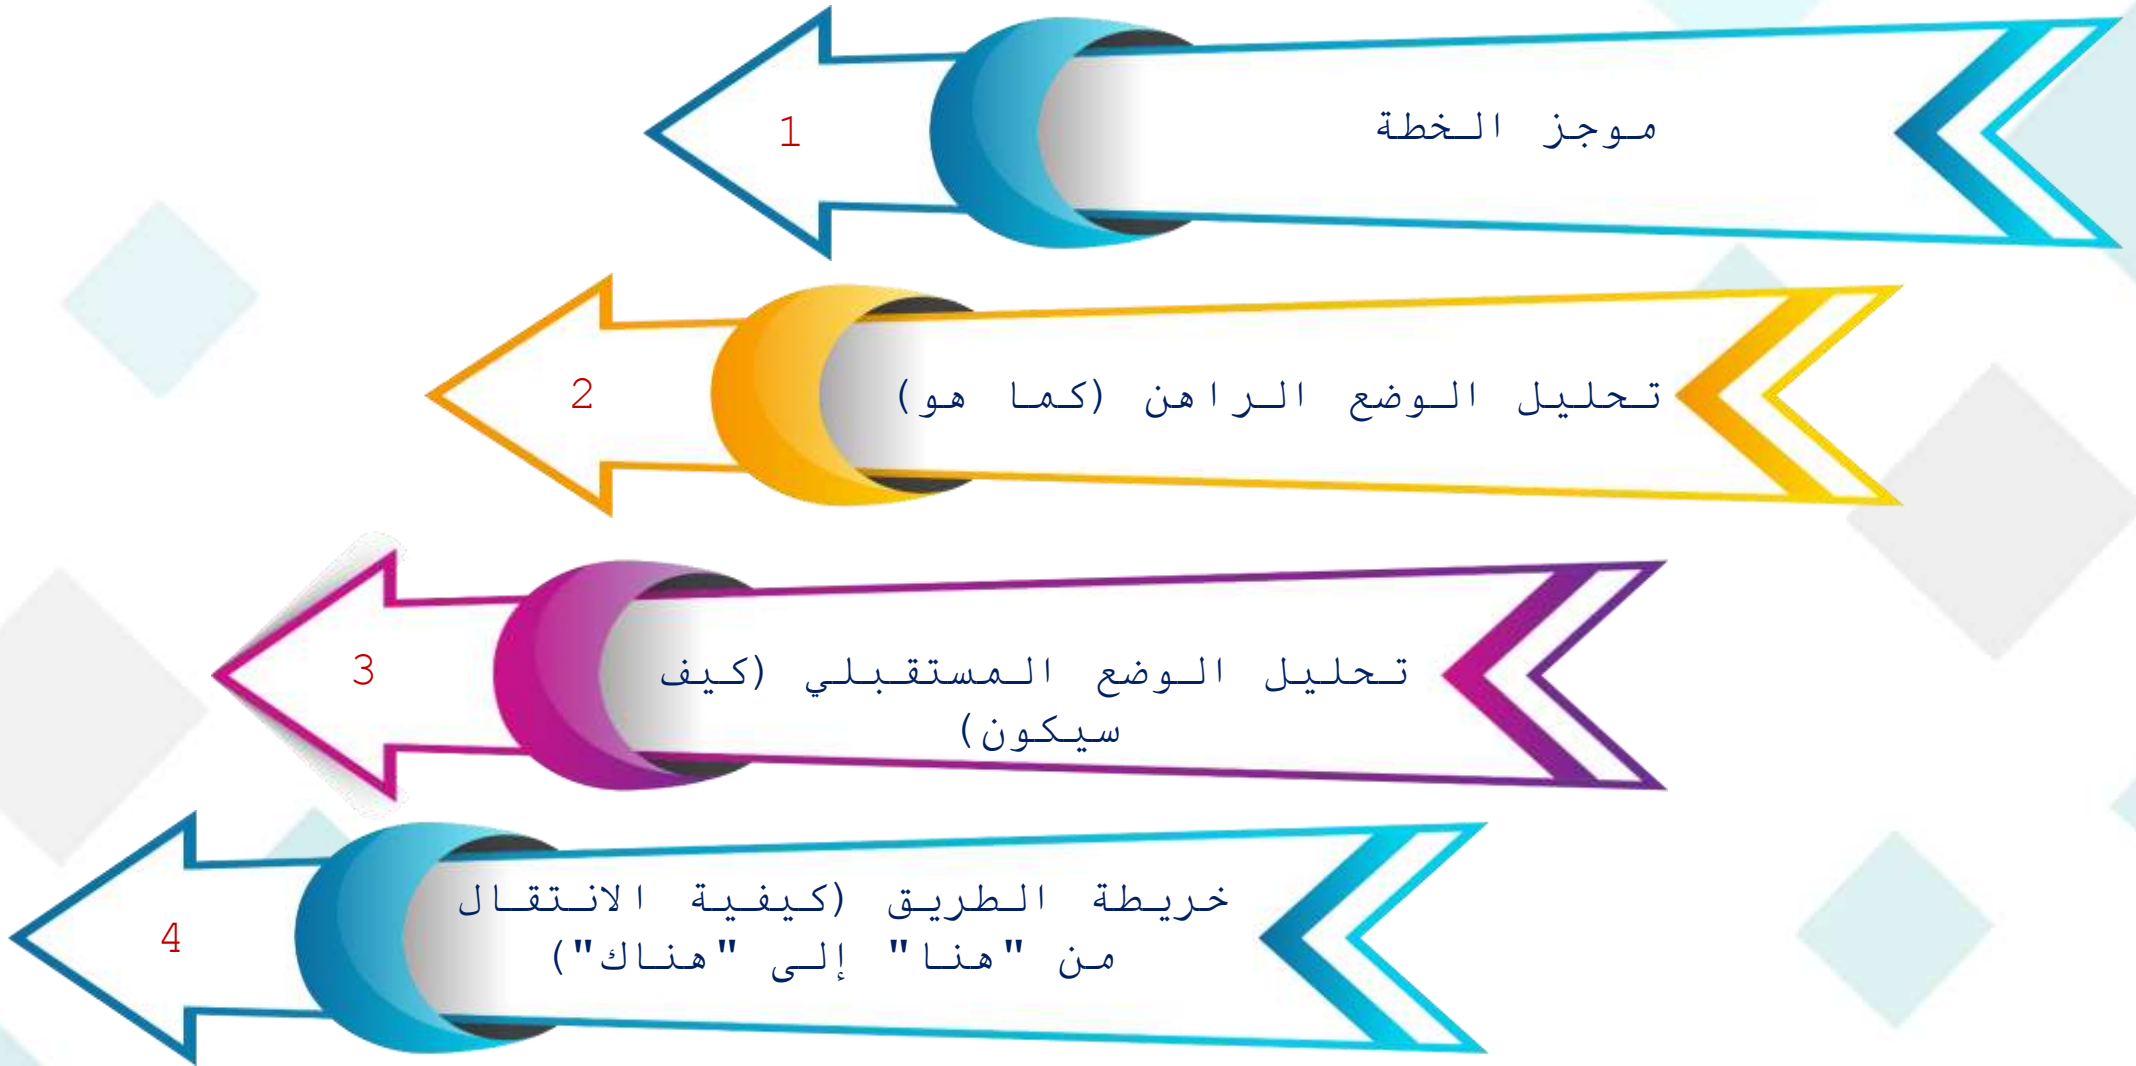 موجز الخطة
1
تحليل الوضع الراهن (كما هو)
2
تحليل الوضع المستقبلي (كيف
سيكون)
3
خريطة الطريق (كيفية الانتقال
من "هنا" إلى "هناك")
4